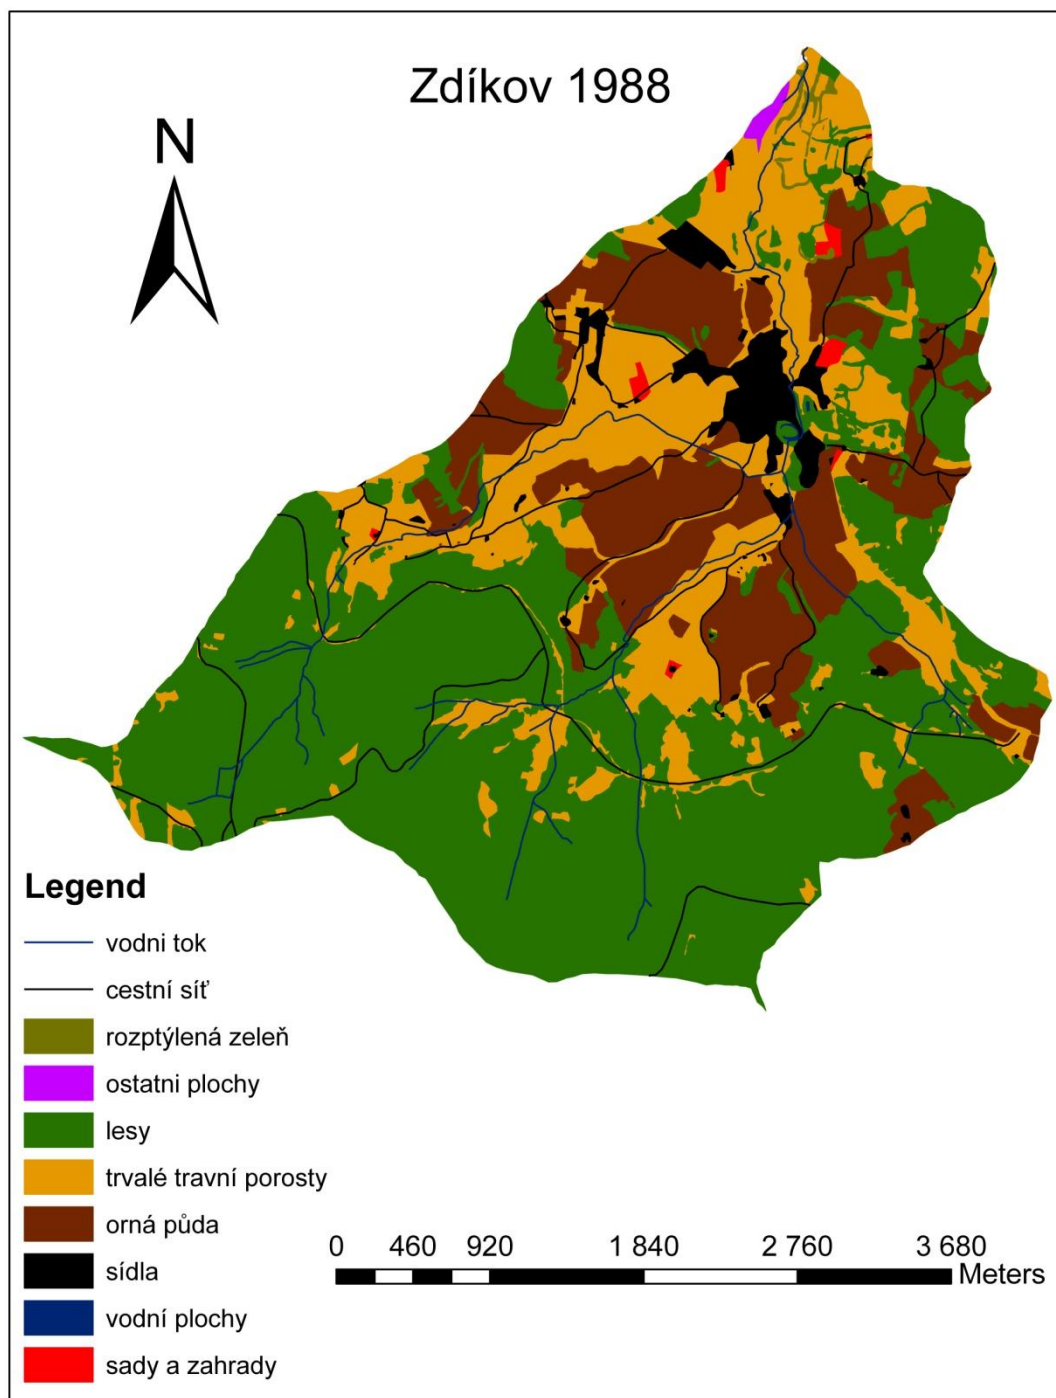 Zdíkov 1988
N
Legend
vodni tok
cestní síť
rozptýlená zeleň
ostatni plochy
lesy
trvalé travní porosty
orná půda
sídla
vodní plochy
sady a zahrady
0 460 920 1 840 2 760 3 680
Meters